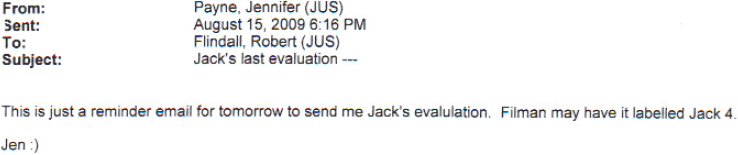 From: Payne, Jennifer (JUS)
Sent: August 15, 2009 6:16 PM
To: Flindall, Robert (JUS)
Subject: Jack's last evaluation ---
This is just a reminder email for tomorrow to send me Jack's evalulation. Filman may have it labelled Jack 4.
Jen :)